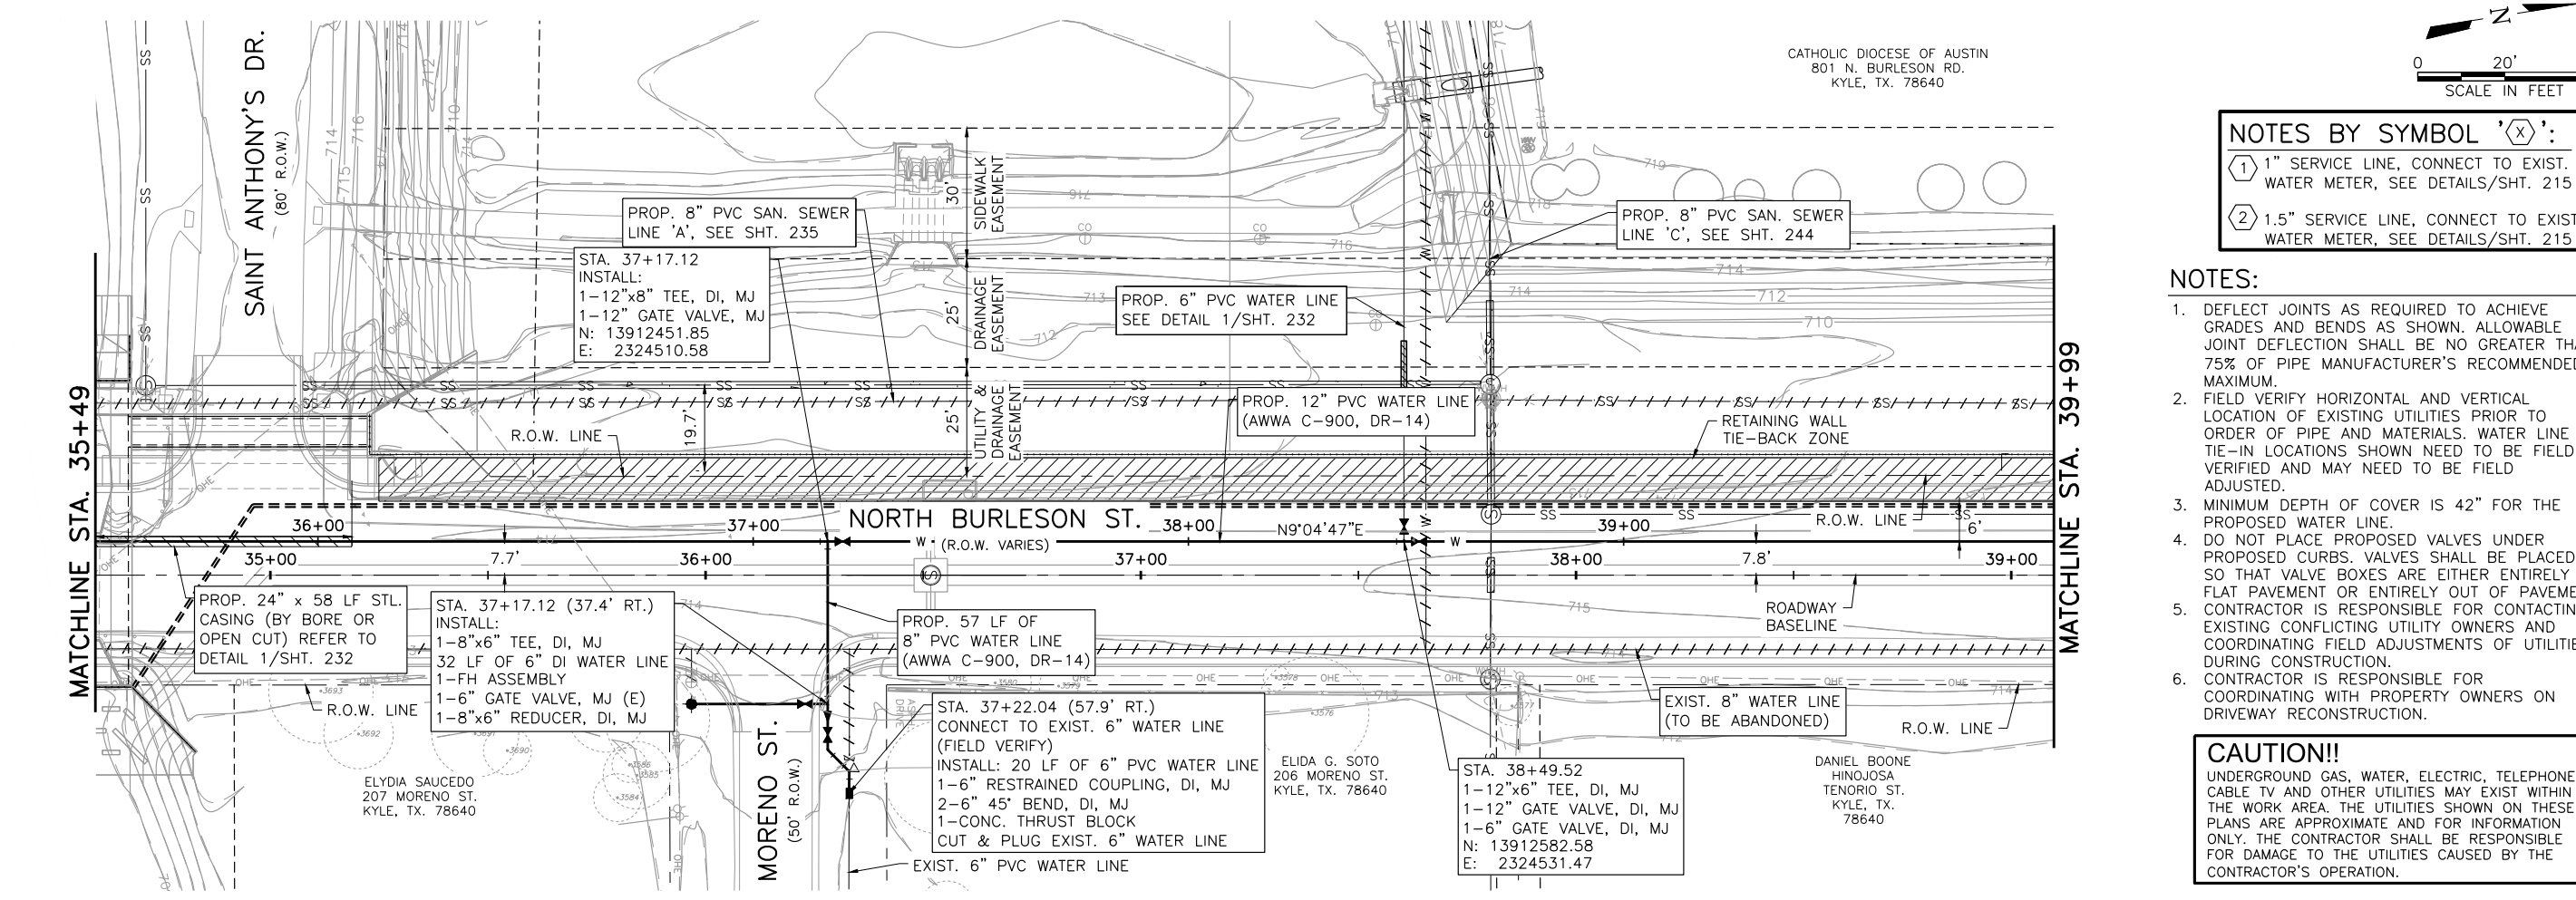 SAINT ANTHONY'S DR.
(80' R.O.W.)
CATHOLIC DIOCESE OF AUSTIN
801 N. BURLESON RD.
KYLE, TX. 78640
PROP. 8" PVC SAN. SEWER
LINE 'A', SEE SHT. 235
STA. 37+17.12
INSTALL:
1-12"x8" TEE, DI, MJ
1-12" GATE VALVE, MJ
N: 13912451.85
E: 2324510.58
30'
SIDEWALK
EASEMENT
25'
DRAINAGE
EASEMENT
25'
UTILITY &
DRAINAGE
EASEMENT
19.7'
PROP. 6" PVC WATER LINE
SEE DETAIL 1/SHT. 232
PROP. 8" PVC SAN. SEWER
LINE 'C', SEE SHT. 244
PROP. 12" PVC WATER LINE
(AWWA C-900, DR-14)
RETAINING WALL
TIE-BACK ZONE
R.O.W. LINE
MATCHLINE STA. 35+49
MATCHLINE STA. 39+99
36+00
37+00
NORTH BURLESON ST.
(R.O.W. VARIES)
38+00
N9°04'47"E
39+00
R.O.W. LINE
6'
35+00
7.7'
36+00
37+00
38+00
7.8'
39+00
PROP. 24" x 58 LF STL.
CASING (BY BORE OR
OPEN CUT) REFER TO
DETAIL 1/SHT. 232
STA. 37+17.12 (37.4' RT.)
INSTALL:
1-8"x6" TEE, DI, MJ
32 LF OF 6" DI WATER LINE
1-FH ASSEMBLY
1-6" GATE VALVE, MJ (E)
1-8"x6" REDUCER, DI, MJ
PROP. 57 LF OF
8" PVC WATER LINE
(AWWA C-900, DR-14)
ROADWAY
BASELINE
R.O.W. LINE
STA. 37+22.04 (57.9' RT.)
CONNECT TO EXIST. 6" WATER LINE
(FIELD VERIFY)
INSTALL: 20 LF OF 6" PVC WATER LINE
1-6" RESTRAINED COUPLING, DI, MJ
2-6" 45° BEND, DI, MJ
1-CONC. THRUST BLOCK
CUT & PLUG EXIST. 6" WATER LINE
EXIST. 6" PVC WATER LINE
EXIST. 8" WATER LINE
(TO BE ABANDONED)
R.O.W. LINE
MORENO ST.
(50' R.O.W.)
ELYDIA SAUCEDO
207 MORENO ST.
KYLE, TX. 78640
ELIDA G. SOTO
206 MORENO ST.
KYLE, TX. 78640
STA. 38+49.52
1-12"x6" TEE, DI, MJ
1-12" GATE VALVE, DI, MJ
1-6" GATE VALVE, DI, MJ
N: 13912582.58
E: 2324531.47
DANIEL BOONE
HINOJOSA
TENORIO ST.
KYLE, TX.
78640
N
0 20'
SCALE IN FEET
NOTES BY SYMBOL 'X':
1 1" SERVICE LINE, CONNECT TO EXIST.
WATER METER, SEE DETAILS/SHT. 215
2 1.5" SERVICE LINE, CONNECT TO EXIST
WATER METER, SEE DETAILS/SHT. 215
NOTES:
1. DEFLECT JOINTS AS REQUIRED TO ACHIEVE
GRADES AND BENDS AS SHOWN. ALLOWABLE
JOINT DEFLECTION SHALL BE NO GREATER THA
75% OF PIPE MANUFACTURER'S RECOMMENDED
MAXIMUM.
2. FIELD VERIFY HORIZONTAL AND VERTICAL
LOCATION OF EXISTING UTILITIES PRIOR TO
ORDER OF PIPE AND MATERIALS. WATER LINE
TIE-IN LOCATIONS SHOWN NEED TO BE FIELD
VERIFIED AND MAY NEED TO BE FIELD
ADJUSTED.
3. MINIMUM DEPTH OF COVER IS 42" FOR THE
PROPOSED WATER LINE.
4. DO NOT PLACE PROPOSED VALVES UNDER
PROPOSED CURBS. VALVES SHALL BE PLACED
SO THAT VALVE BOXES ARE EITHER ENTIRELY
FLAT PAVEMENT OR ENTIRELY OUT OF PAVEME
5. CONTRACTOR IS RESPONSIBLE FOR CONTACTIN
EXISTING CONFLICTING UTILITY OWNERS AND
COORDINATING FIELD ADJUSTMENTS OF UTILITIE
DURING CONSTRUCTION.
6. CONTRACTOR IS RESPONSIBLE FOR
COORDINATING WITH PROPERTY OWNERS ON
DRIVEWAY RECONSTRUCTION.
CAUTION!!
UNDERGROUND GAS, WATER, ELECTRIC, TELEPHONE
CABLE TV AND OTHER UTILITIES MAY EXIST WITHIN
THE WORK AREA. THE UTILITIES SHOWN ON THESE
PLANS ARE APPROXIMATE AND FOR INFORMATION
ONLY. THE CONTRACTOR SHALL BE RESPONSIBLE
FOR DAMAGE TO THE UTILITIES CAUSED BY THE
CONTRACTOR'S OPERATION.